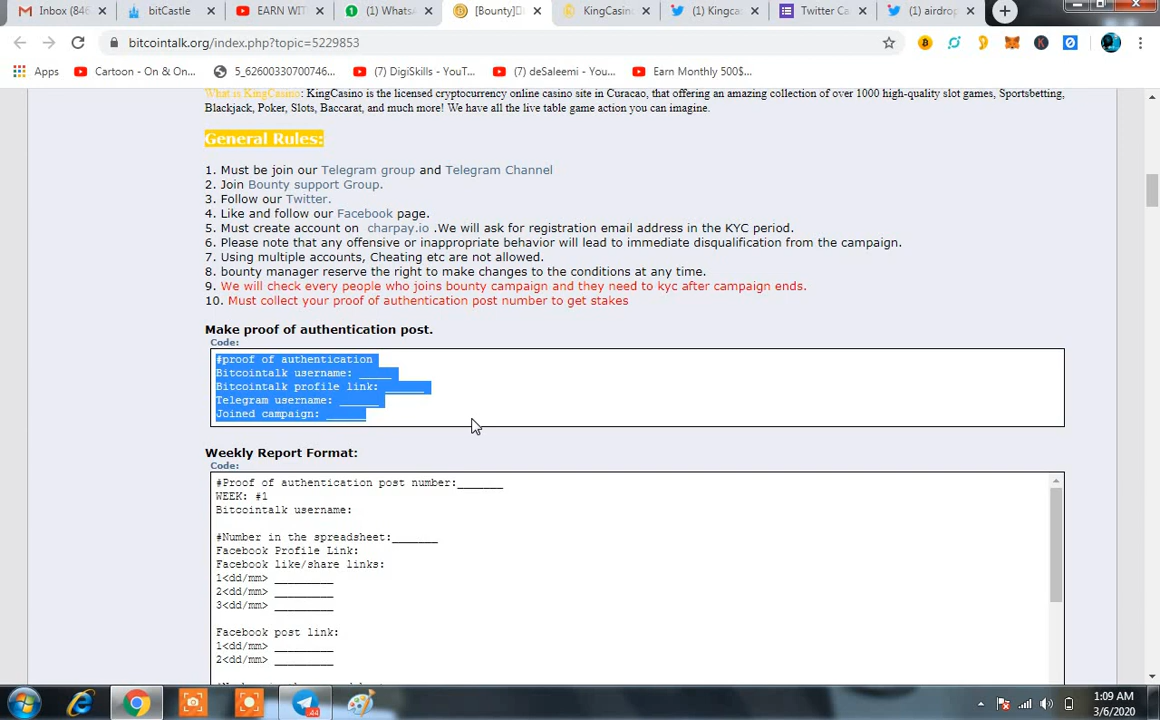 Inbox (846
bitCastle
EARN WIT
(1) Whats
[Bounty]
KingCasin
(1) Kingca
Twitter Ca
(1) airdrop
bitcointalk.org/index.php?topic=5229853
Apps
Cartoon - On & On...
5_62600330700746...
(7) DigiSkills - YouT...
(7) deSaleemi - You...
Earn Monthly 500$...
What is KingCasino: KingCasino is the licensed cryptocurrency online casino site in Curacao, that offering an amazing collection of over 1000 high-quality slot games, Sportsbetting,
Blackjack, Poker, Slots, Baccarat, and much more! We have all the live table game action you can imagine.
General Rules:
1. Must be join our Telegram group and Telegram Channel
2. Join Bounty support Group.
3. Follow our Twitter.
4. Like and follow our Facebook page.
5. Must create account on charpay.io .We will ask for registration email address in the KYC period.
6. Please note that any offensive or inappropriate behavior will lead to immediate disqualification from the campaign.
7. Using multiple accounts, Cheating etc are not allowed.
8. bounty manager reserve the right to make changes to the conditions at any time.
9. We will check every people who joins bounty campaign and they need to kyc after campaign ends.
10. Must collect your proof of authentication post number to get stakes
Make proof of authentication post.
Code:
#proof of authentication
Bitcointalk username: _____
Bitcointalk profile link: ______
Telegram username: ______
Joined campaign: ______
Weekly Report Format:
Code:
#Proof of authentication post number:_______
WEEK: #1
Bitcointalk username:
#Number in the spreadsheet:_______
Facebook Profile Link:
Facebook like/share links:
1<dd/mm> _________
2<dd/mm> _________
3<dd/mm> _________
Facebook post link:
1<dd/mm> _________
2<dd/mm> _________
44
1:09 AM
3/6/2020